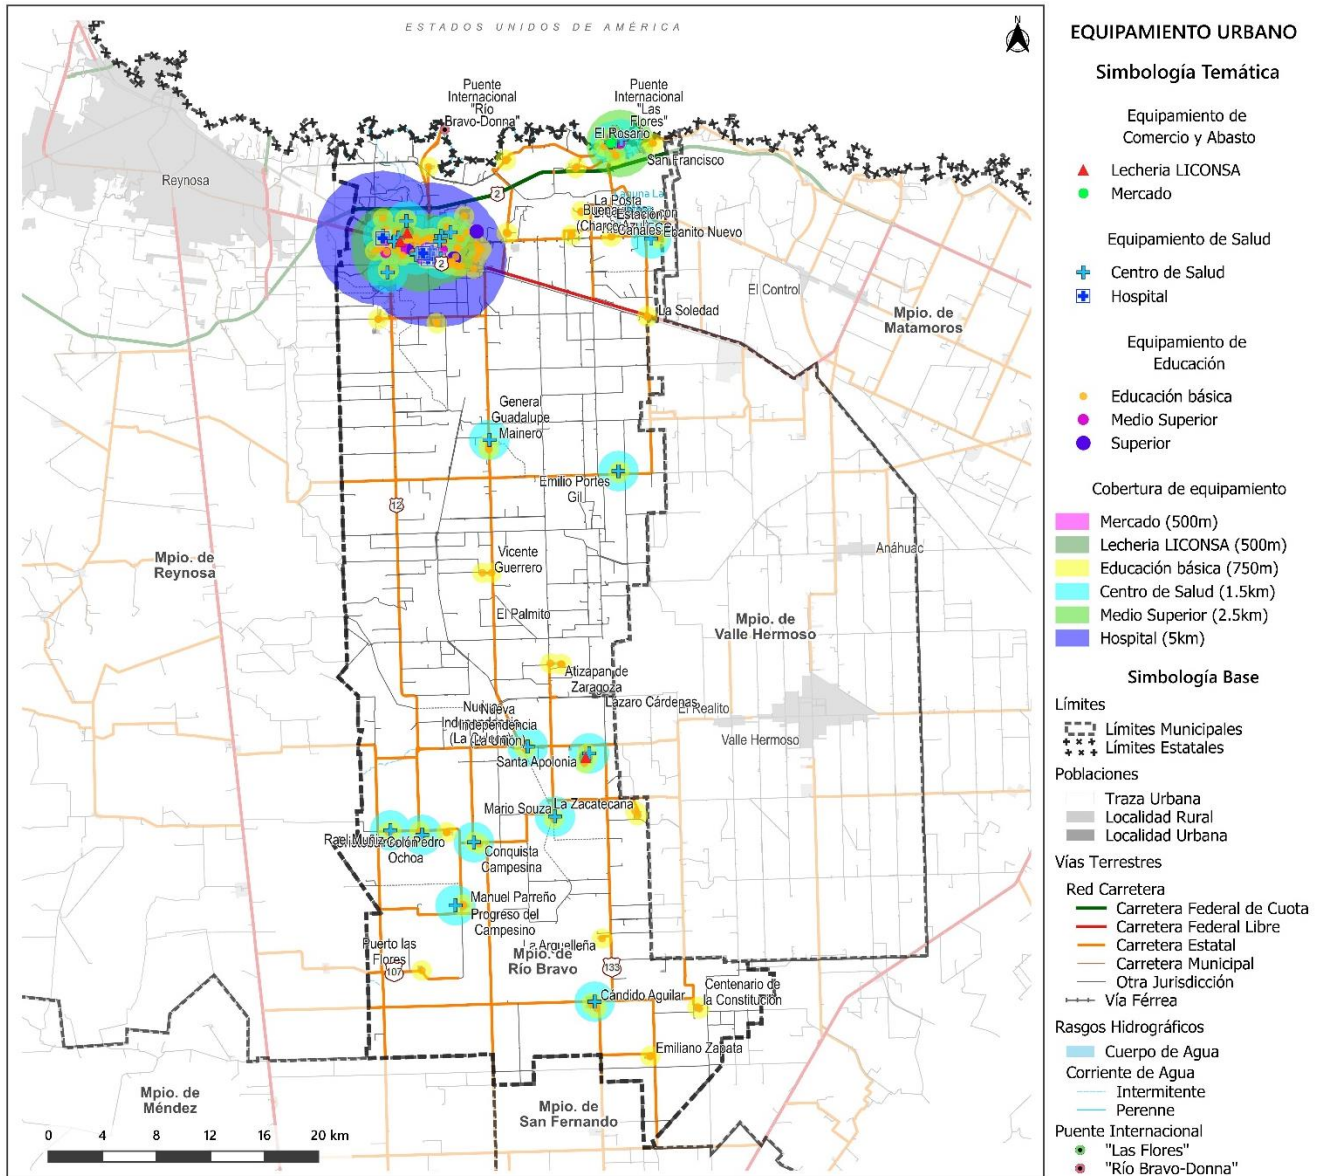 ESTADOS UNIDOS DE AMÉRICA
N
Puente
Internacional
"Río
Bravo-Donna"
Puente
Internacional
"Las
Flores"
El Rosario
San Francisco
Reynosa
2
La Posta
Ebanito Nuevo
2
La Soledad
El Control
Mpio. de
Matamoros
General
Guadalupe
Mainero
Emilio Portes
Gil
12
Anáhuac
Mpio. de
Reynosa
Vicente
Guerrero
El Palmito
Mpio. de
Valle Hermoso
Atizapan de
Zaragoza
Lázaro Cárdenas
El Realito
Nueva
Independencia
(La Unión)
Valle Hermoso
Santa Apolonia
Mario Souza
La Zacatecana
Ochoa
Conquista
Campesina
Manuel Parreño
Progreso del
Campesino
Puerto las
Flores
107
Mpio. de
Río Bravo
133
Cándido Aguilar
Centenario de
la Constitución
Emiliano Zapata
Mpio. de
Méndez
Mpio. de
San Fernando
0 4 8 12 16 20 km
EQUIPAMIENTO URBANO
Simbología Temática
Equipamiento de
Comercio y Abasto
Lecheria LICONSA
Mercado
Equipamiento de Salud
Centro de Salud
Hospital
Equipamiento de
Educación
Educación básica
Medio Superior
Superior
Cobertura de equipamiento
Mercado (500m)
Lecheria LICONSA (500m)
Educación básica (750m)
Centro de Salud (1.5km)
Medio Superior (2.5km)
Hospital (5km)
Simbología Base
Límites
Límites Municipales
Límites Estatales
Poblaciones
Traza Urbana
Localidad Rural
Localidad Urbana
Vías Terrestres
Red Carretera
Carretera Federal de Cuota
Carretera Federal Libre
Carretera Estatal
Carretera Municipal
Otra Jurisdicción
Vía Férrea
Rasgos Hidrográficos
Cuerpo de Agua
Corriente de Agua
Intermitente
Perenne
Puente Internacional
"Las Flores"
"Río Bravo-Donna"